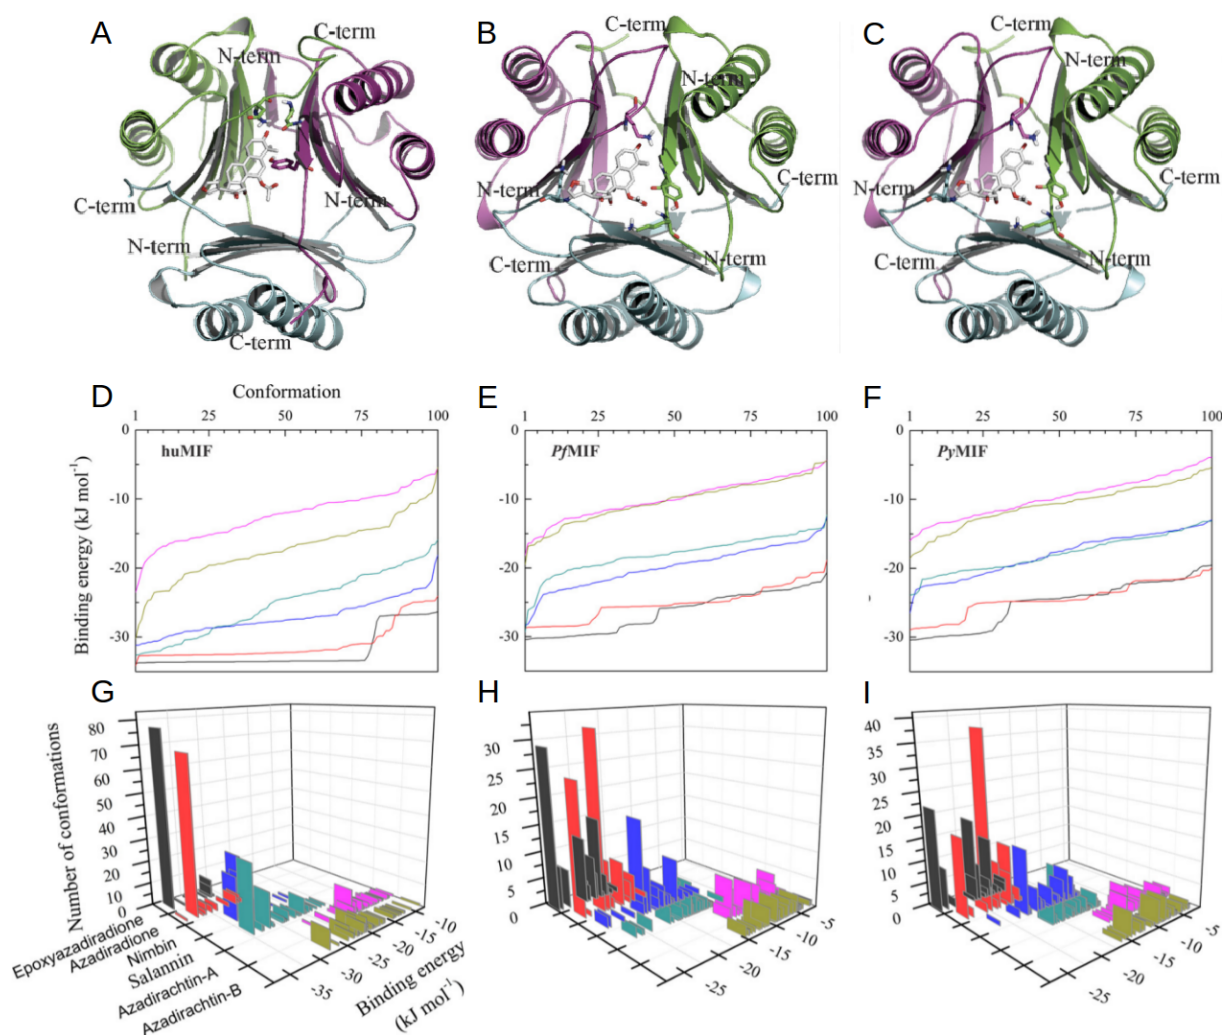 A
B
C
C-term
N-term
C-term
N-term
N-term
C-term
C-term
N-term
N-term
C-term
C-term
N-term
C-term
N-term
N-term
C-term
C-term
N-term
D
E
F
Conformation
1 25 50 75 100
1 25 50 75 100
1 25 50 75 100
huMIF
PfMIF
PyMIF
Binding energy (kJ mol⁻¹)
0
-10
-20
-30
0
-10
-20
-30
0
-10
-20
-30
G
H
I
Number of conformations
80
70
60
50
40
30
20
10
0
Epoxyazadiradione
Azadiradione
Nimbin
Salannin
Azadirachtin-A
Azadirachtin-B
-35
-30
-25
-20
-15
-10
Binding energy
(kJ mol⁻¹)
30
25
20
15
10
5
0
-25
-20
-15
-10
-5
40
35
30
25
20
15
10
5
0
-25
-20
-15
-10
-5